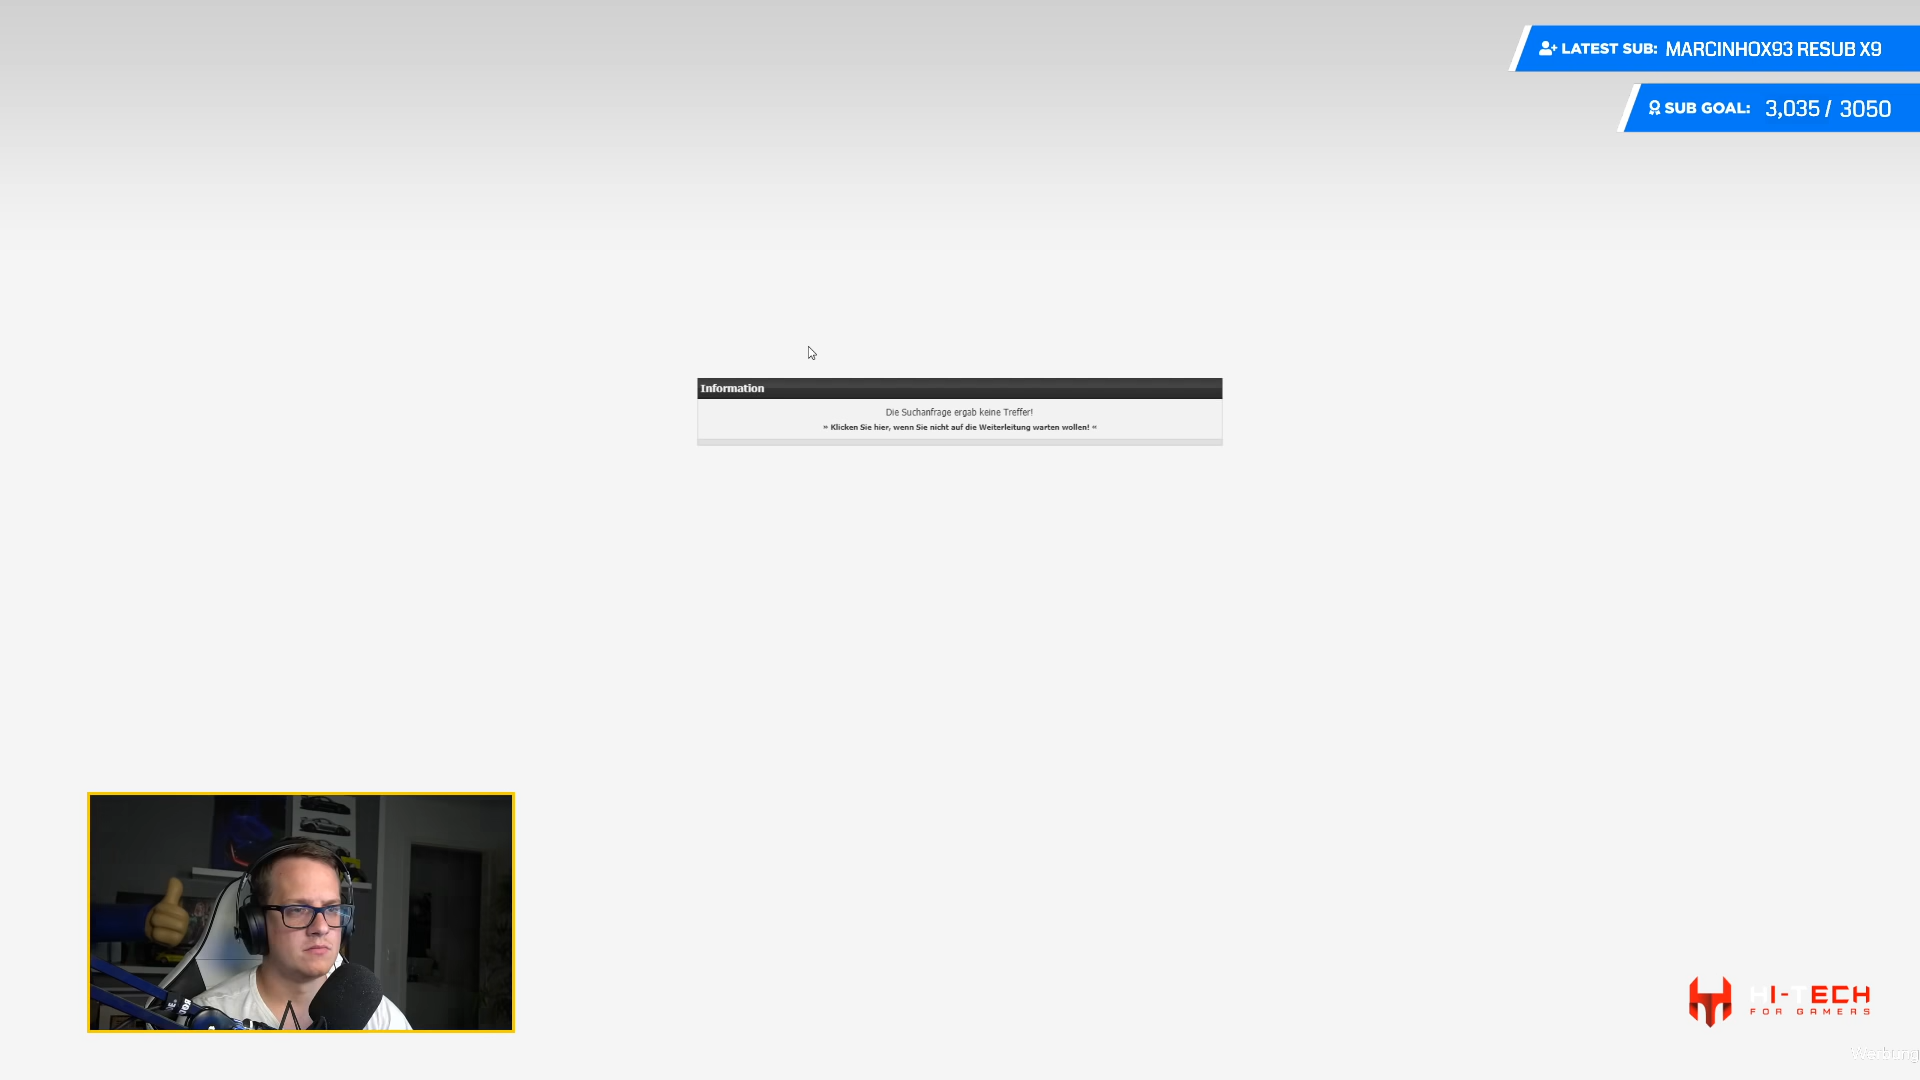 LATEST SUB: MARCINHOX93 RESUB X9
SUB GOAL: 3,035 / 3050
Information
Die Suchanfrage ergab keine Treffer!
» Klicken Sie hier, wenn Sie nicht auf die Weiterleitung warten wollen! «
HI-TECH
FOR GAMERS
Werbung